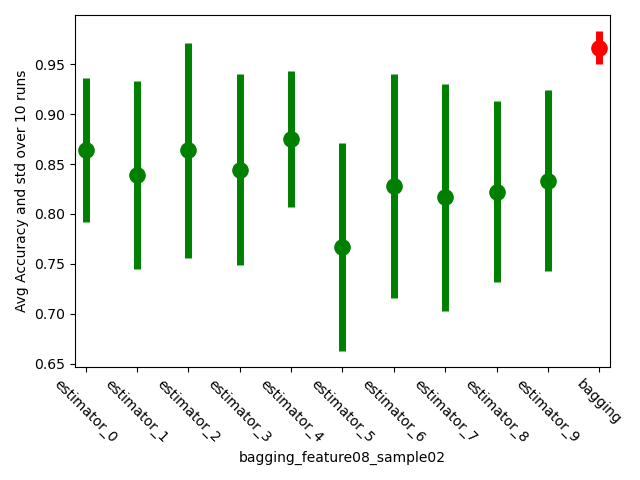 Avg Accuracy and std over 10 runs
0.95
0.90
0.85
0.80
0.75
0.70
0.65
estimator_0
estimator_1
estimator_2
estimator_3
estimator_4
estimator_5
estimator_6
estimator_7
estimator_8
estimator_9
bagging
bagging_feature08_sample02